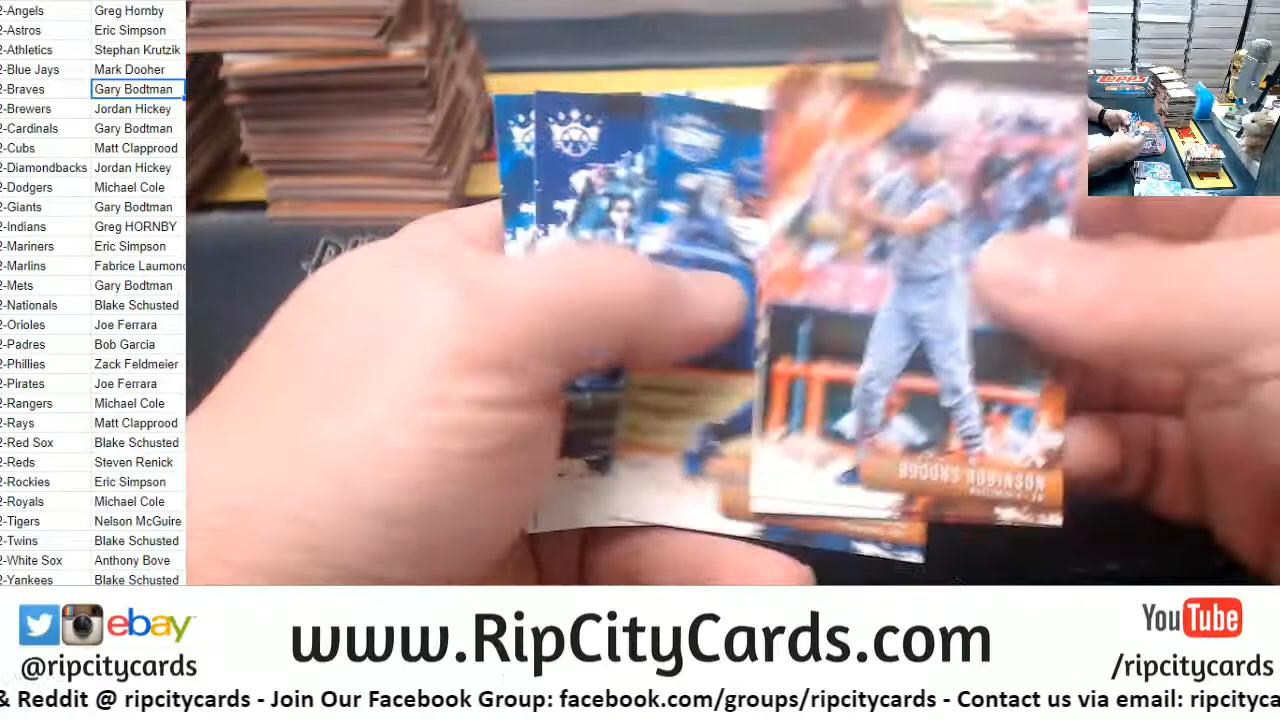 2-Angels Greg Hornby
2-Astros Eric Simpson
2-Athletics Stephan Krutzik
2-Blue Jays Mark Dooher
2-Braves Gary Bodtman
2-Brewers Jordan Hickey
2-Cardinals Gary Bodtman
2-Cubs Matt Clapprood
2-Diamondbacks Jordan Hickey
2-Dodgers Michael Cole
2-Giants Gary Bodtman
2-Indians Greg HORNBY
2-Mariners Eric Simpson
2-Marlins Fabrice Laumond
2-Mets Gary Bodtman
2-Nationals Blake Schusted
2-Orioles Joe Ferrara
2-Padres Bob Garcia
2-Phillies Zack Feldmeier
2-Pirates Joe Ferrara
2-Rangers Michael Cole
2-Rays Matt Clapprood
2-Red Sox Blake Schusted
2-Reds Steven Renick
2-Rockies Eric Simpson
2-Royals Michael Cole
2-Tigers Nelson McGuire
2-Twins Blake Schusted
2-White Sox Anthony Bove
2-Yankees Blake Schusted
Topps
BROOKS ROBINSON
ebay
@ripcitycards
www.RipCityCards.com
YouTube
/ripcitycards
& Reddit @ ripcitycards - Join Our Facebook Group: facebook.com/groups/ripcitycards - Contact us via email: ripcityca